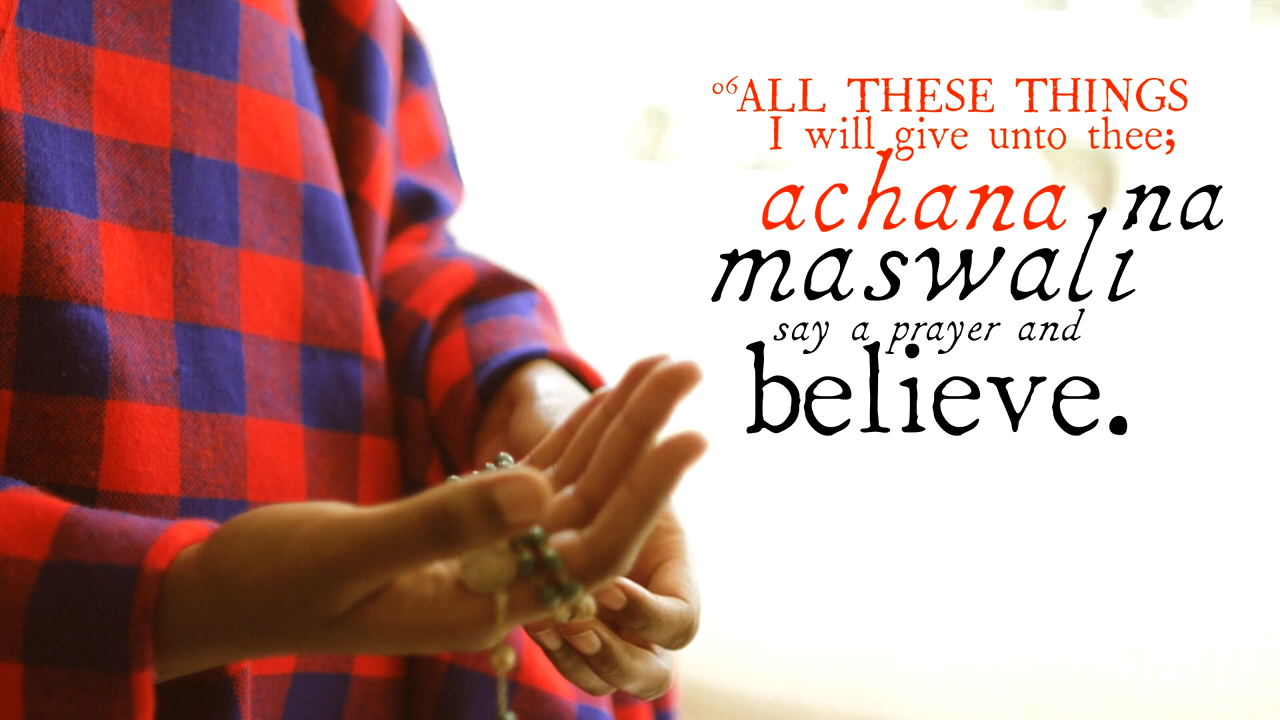 ⁰⁶ALL THESE THINGS
I will give unto thee;
achana na
maswali
say a prayer and
believe.